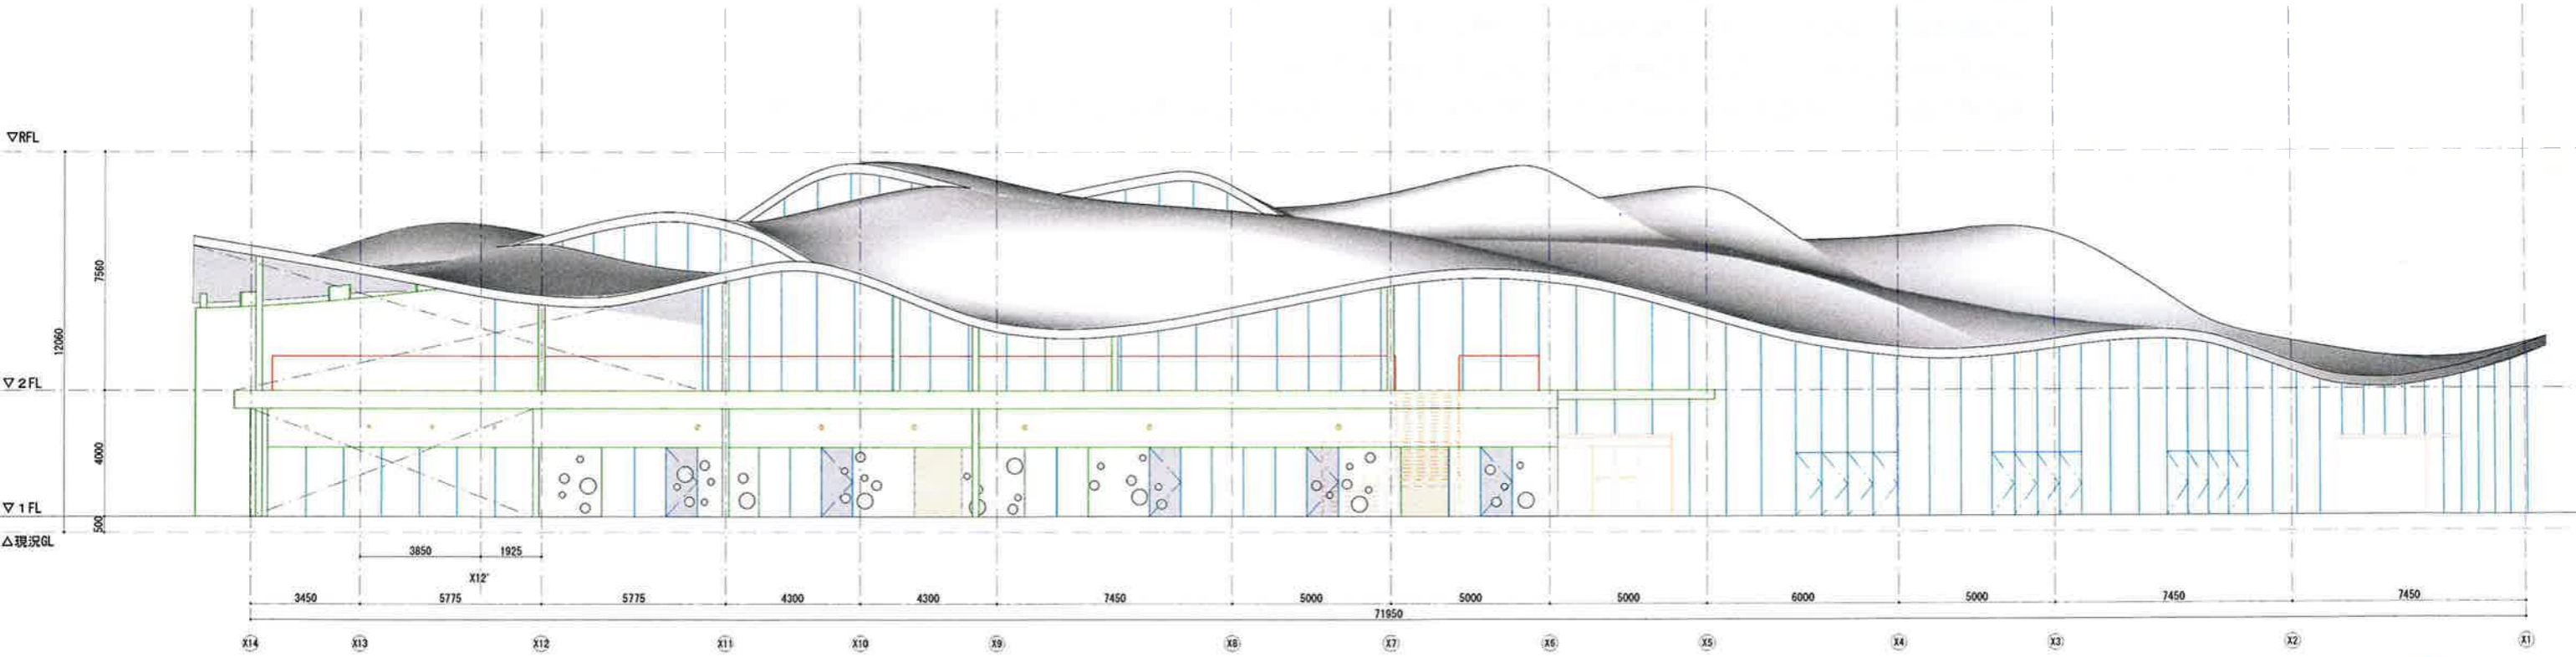 ▽RFL
7560
12060
▽2FL
4000
▽1FL
500
△現況GL
3850 1925
X12'
3450 5775 5775 4300 4300 7450 5000 5000 5000 6000 5000 7450 7450
71950
X14 X13 X12 X11 X10 X9 X8 X7 X6 X5 X4 X3 X2 X1